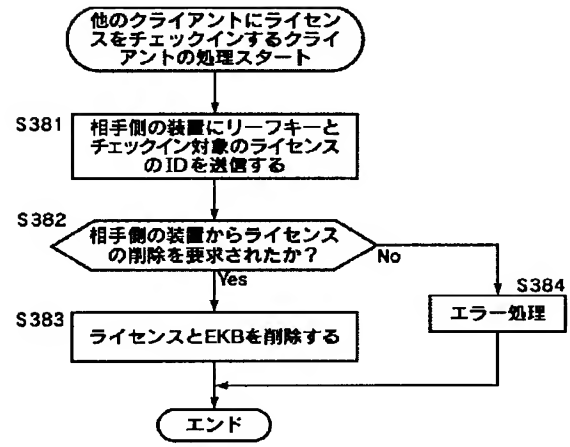 他のクライアントにライセン
スをチェックインするクライ
アントの処理スタート
S381
相手側の装置にリーフキーと
チェックイン対象のライセンス
のIDを送信する
S382
相手側の装置からライセンス
の削除を要求されたか？
No
Yes
S383
ライセンスとEKBを削除する
S384
エラー処理
エンド